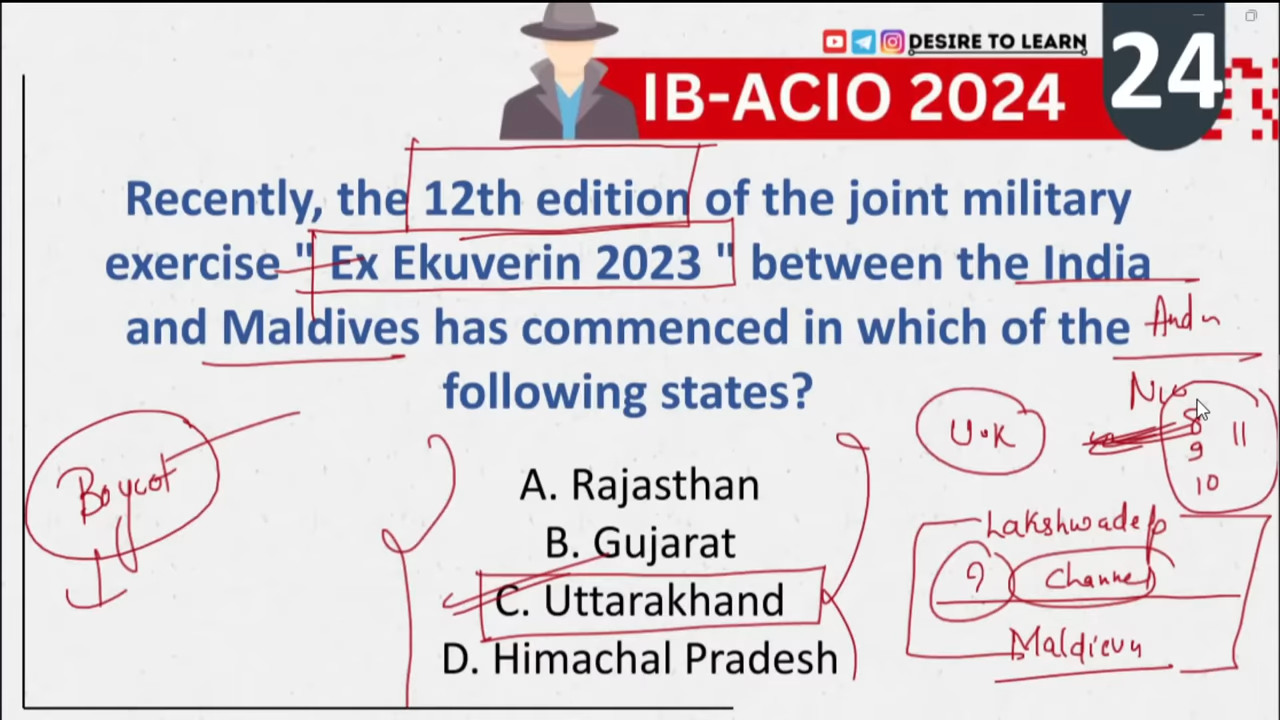 DESIRE TO LEARN
IB-ACIO 2024
24
Recently, the 12th edition of the joint military
exercise " Ex Ekuverin 2023 " between the India
and Maldives has commenced in which of the
following states?
A. Rajasthan
B. Gujarat
C. Uttarakhand
D. Himachal Pradesh
Boycot
U.K
8
9
10
11
9
Channel